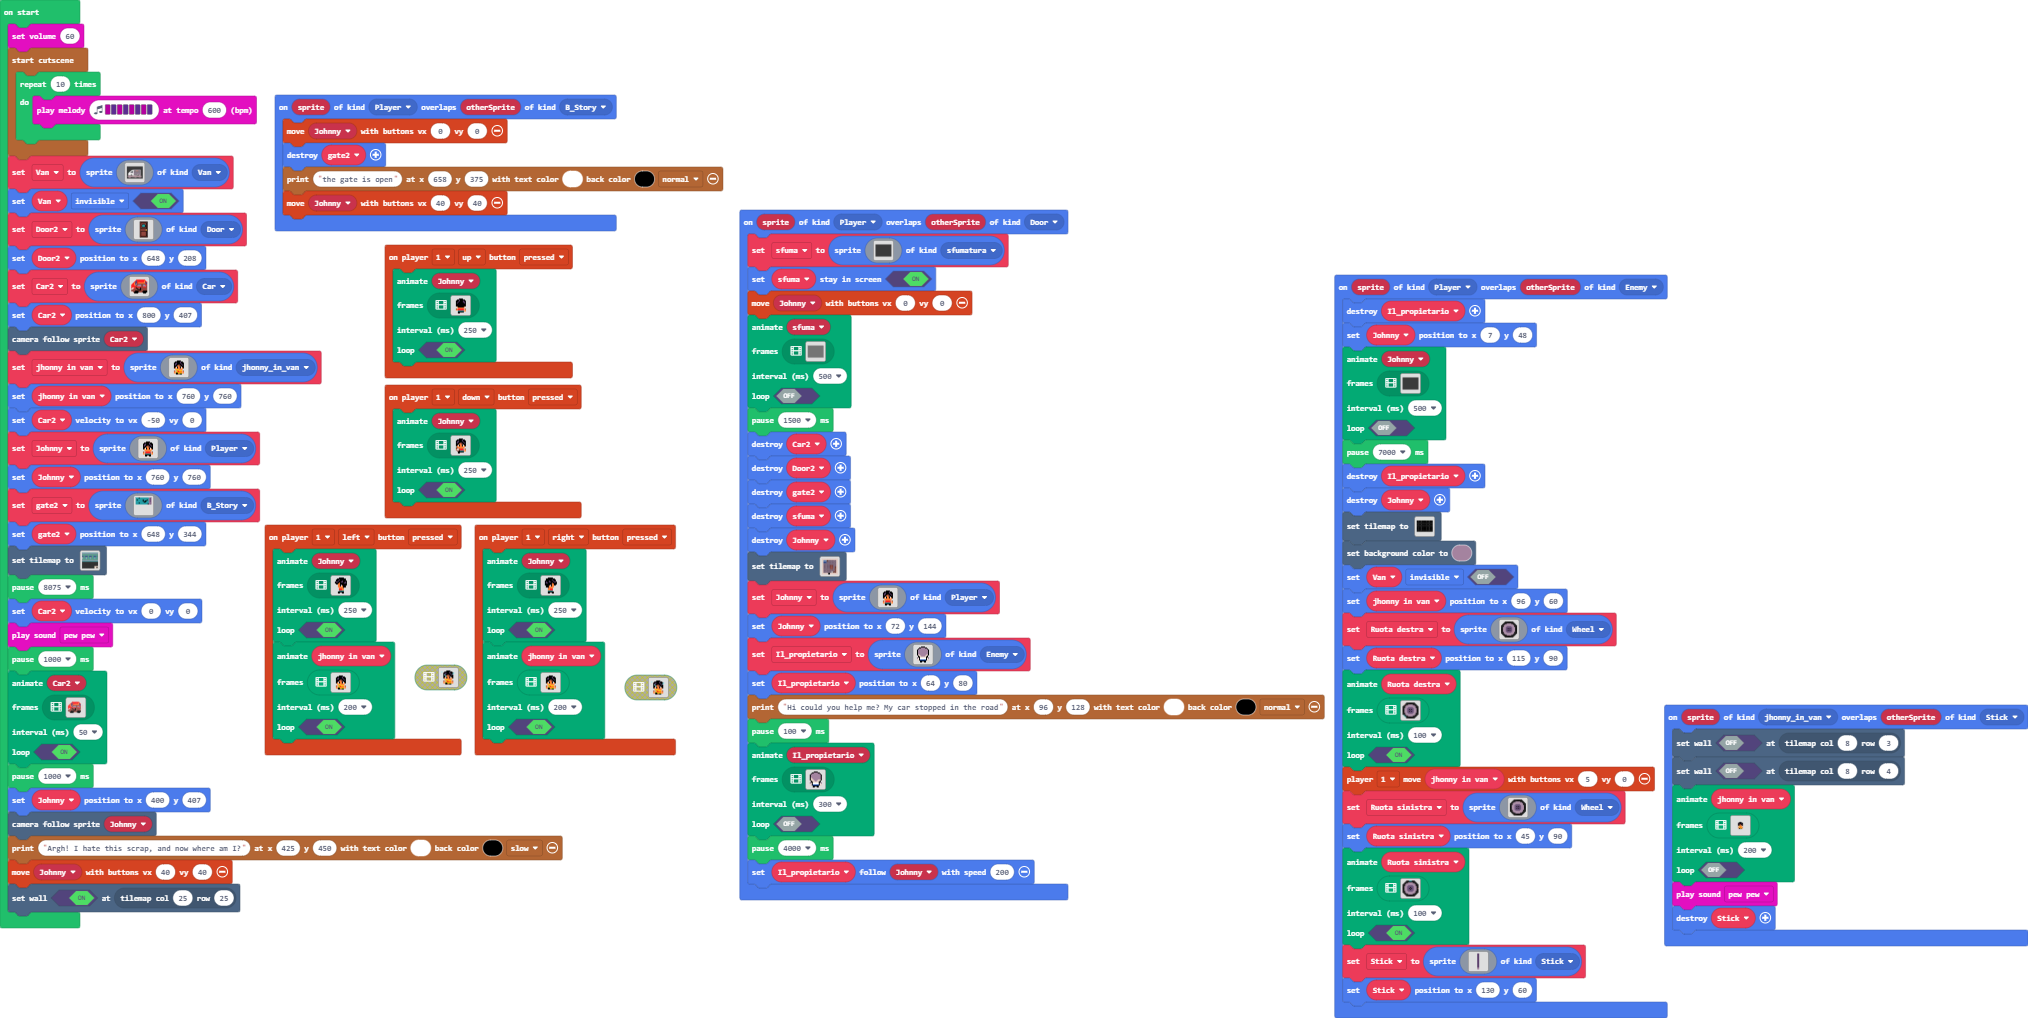 on start
set volume 60
start cutscene
repeat 10 times
do
play melody at tempo 600 (bpm)
set Van to sprite of kind Van
set Van invisible ON
set Door2 to sprite of kind Door
set Door2 position to x 648 y 208
set Car2 to sprite of kind Car
set Car2 position to x 800 y 407
camera follow sprite Car2
set jhonny in van to sprite of kind jhonny_in_van
set jhonny in van position to x 760 y 760
set Car2 velocity to vx -50 vy 0
set Johnny to sprite of kind Player
set Johnny position to x 760 y 760
set gate2 to sprite of kind B_Story
set gate2 position to x 648 y 344
set tilemap to
pause 8075 ms
set Car2 velocity to vx 0 vy 0
play sound pew pew
pause 1000 ms
animate Car2
frames
interval (ms) 50
loop ON
pause 1000 ms
set Johnny position to x 400 y 407
camera follow sprite Johnny
print "Argh! I hate this scrap, and now where am I?" at x 425 y 450 with text color back color slow
move Johnny with buttons vx 40 vy 40
set wall ON at tilemap col 25 row 25
on sprite of kind Player overlaps otherSprite of kind B_Story
move Johnny with buttons vx 0 vy 0
destroy gate2
print "the gate is open" at x 658 y 375 with text color back color normal
move Johnny with buttons vx 40 vy 40
on player 1 up button pressed
animate Johnny
frames
interval (ms) 250
loop ON
on player 1 down button pressed
animate Johnny
frames
interval (ms) 250
loop ON
on player 1 left button pressed
animate Johnny
frames
interval (ms) 250
loop ON
animate jhonny in van
frames
interval (ms) 200
loop ON
on player 1 right button pressed
animate Johnny
frames
interval (ms) 250
loop ON
animate jhonny in van
frames
interval (ms) 200
loop ON
on sprite of kind Player overlaps otherSprite of kind Door
set sfuma to sprite of kind sfumatura
set sfuma stay in screen ON
move Johnny with buttons vx 0 vy 0
animate sfuma
frames
interval (ms) 500
loop OFF
pause 1500 ms
destroy Car2
destroy Door2
destroy gate2
destroy sfuma
destroy Johnny
set tilemap to
set Johnny to sprite of kind Player
set Johnny position to x 72 y 144
set Il_propietario to sprite of kind Enemy
set Il_propietario position to x 64 y 80
print "Hi could you help me? My car stopped in the road" at x 96 y 128 with text color back color normal
pause 100 ms
animate Il_propietario
frames
interval (ms) 300
loop OFF
pause 4000 ms
set Il_propietario follow Johnny with speed 200
on sprite of kind Player overlaps otherSprite of kind Enemy
destroy Il_propietario
set Johnny position to x 7 y 48
animate Johnny
frames
interval (ms) 500
loop OFF
pause 7000 ms
destroy Il_propietario
destroy Johnny
set tilemap to
set background color to
set Van invisible OFF
set jhonny in van position to x 96 y 60
set Ruota destra to sprite of kind Wheel
set Ruota destra position to x 115 y 90
animate Ruota destra
frames
interval (ms) 100
loop ON
player 1 move jhonny in van with buttons vx 5 vy 0
set Ruota sinistra to sprite of kind Wheel
set Ruota sinistra position to x 45 y 90
animate Ruota sinistra
frames
interval (ms) 100
loop ON
set Stick to sprite of kind Stick
set Stick position to x 130 y 60
on sprite of kind jhonny_in_van overlaps otherSprite of kind Stick
set wall OFF at tilemap col 8 row 3
set wall OFF at tilemap col 8 row 4
animate jhonny in van
frames
interval (ms) 200
loop OFF
play sound pew pew
destroy Stick